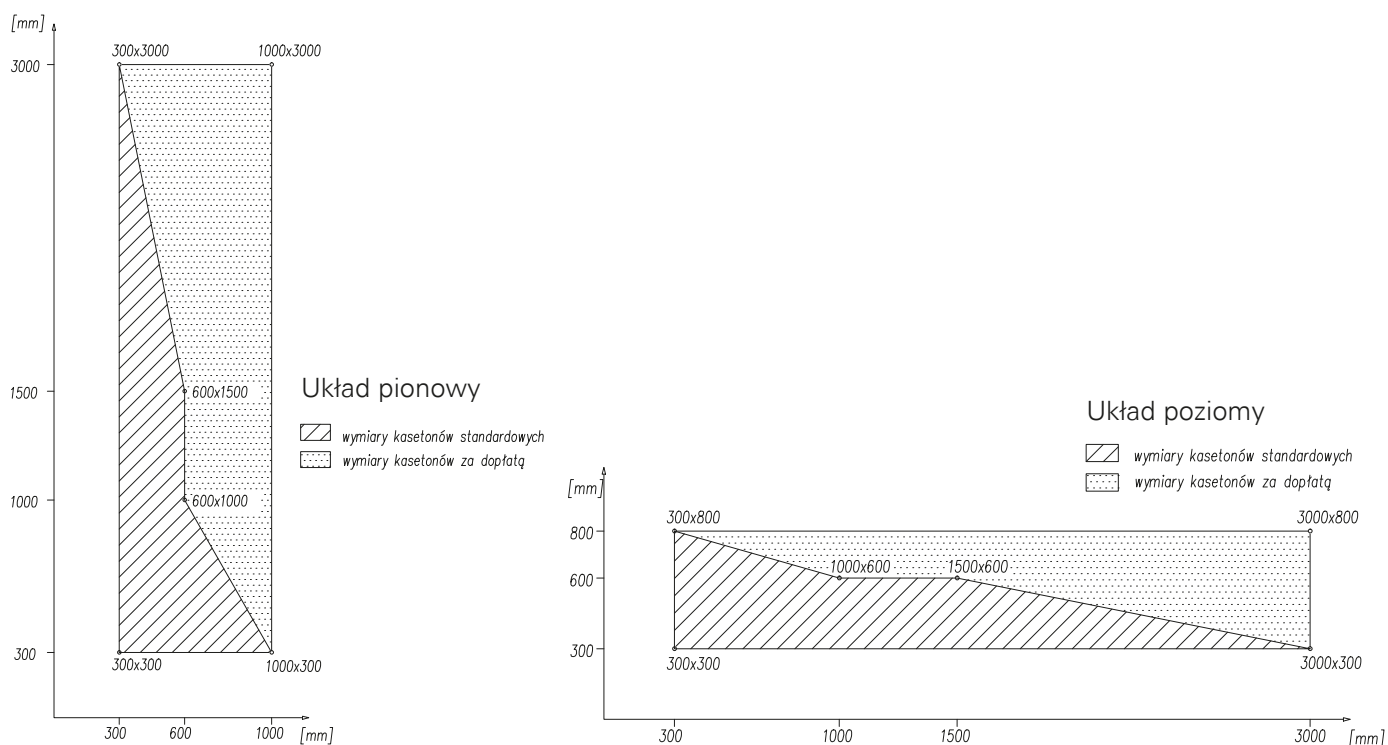 [mm]
300x3000
1000x3000
3000
1500
600x1500
1000
600x1000
300
300x300
1000x300
300
600
1000
[mm]
Układ pionowy
wymiary kasetonów standardowych
wymiary kasetonów za dopłatą
Układ poziomy
wymiary kasetonów standardowych
wymiary kasetonów za dopłatą
[mm]
300x800
3000x800
800
1000x600
1500x600
600
300
300x300
3000x300
300
1000
1500
3000
[mm]